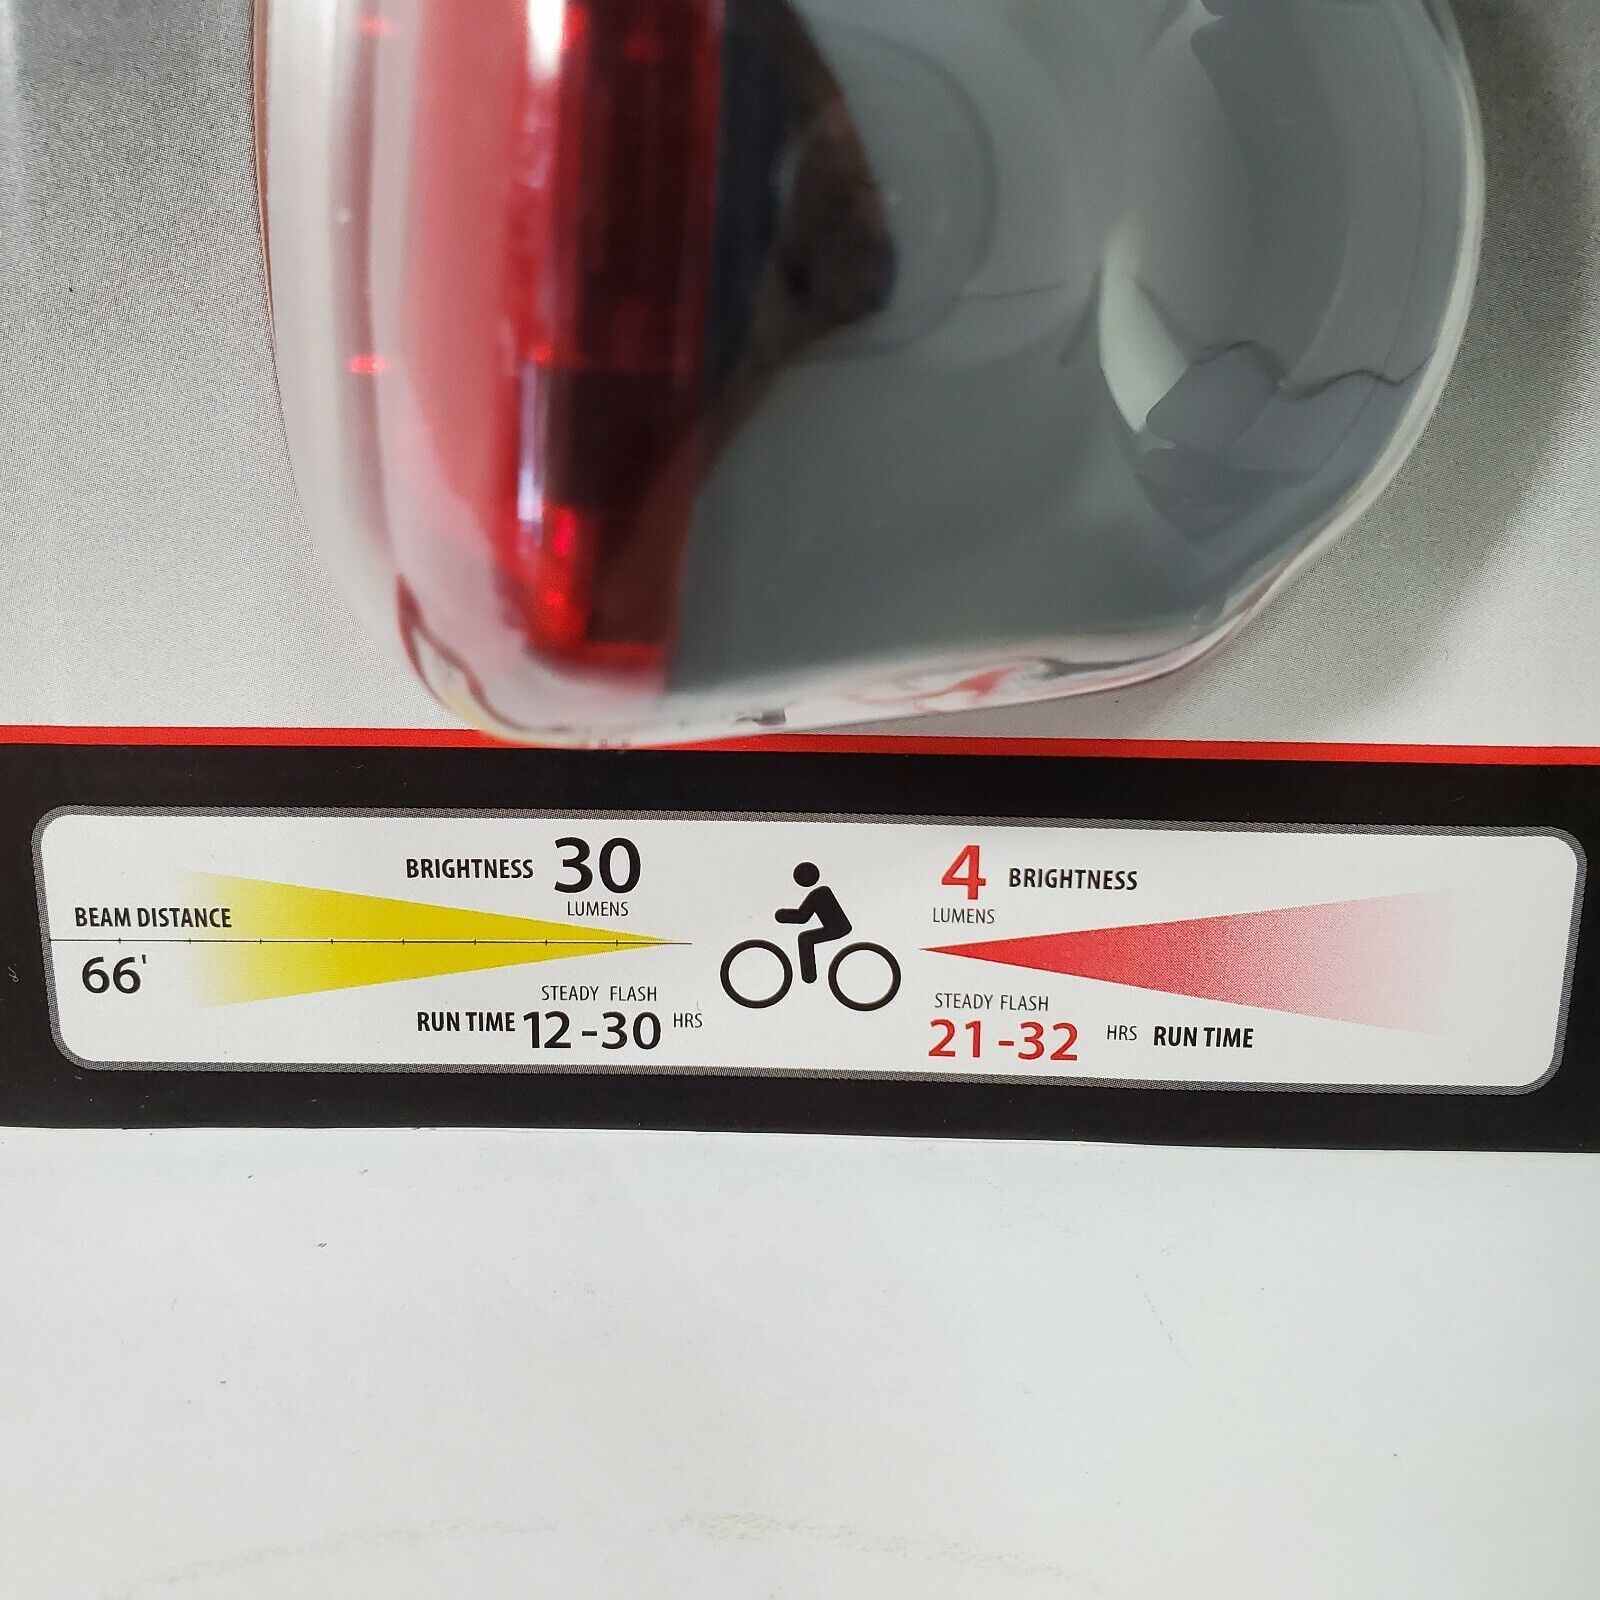 BRIGHTNESS 30
LUMENS
BEAM DISTANCE
66'
STEADY FLASH
RUN TIME 12-30 HRS
4 BRIGHTNESS
LUMENS
STEADY FLASH
21-32 HRS RUN TIME